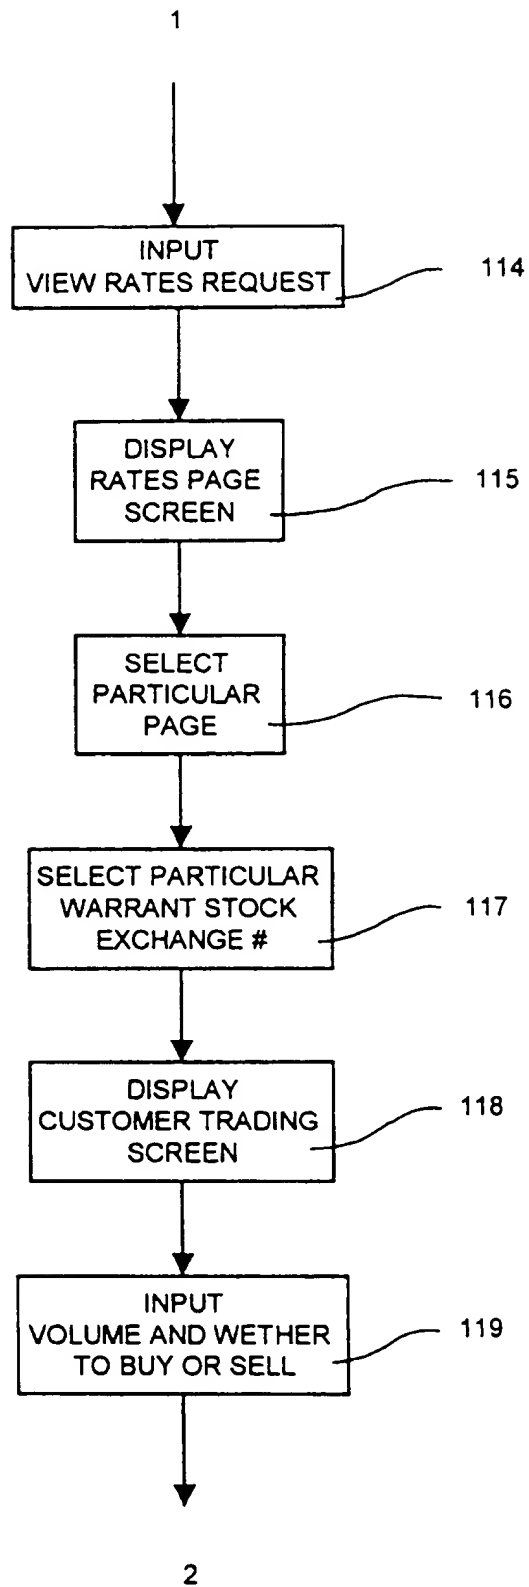 1
INPUT
VIEW RATES REQUEST
114
DISPLAY
RATES PAGE
SCREEN
115
SELECT
PARTICULAR
PAGE
116
SELECT PARTICULAR
WARRANT STOCK
EXCHANGE #
117
DISPLAY
CUSTOMER TRADING
SCREEN
118
INPUT
VOLUME AND WETHER
TO BUY OR SELL
119
2